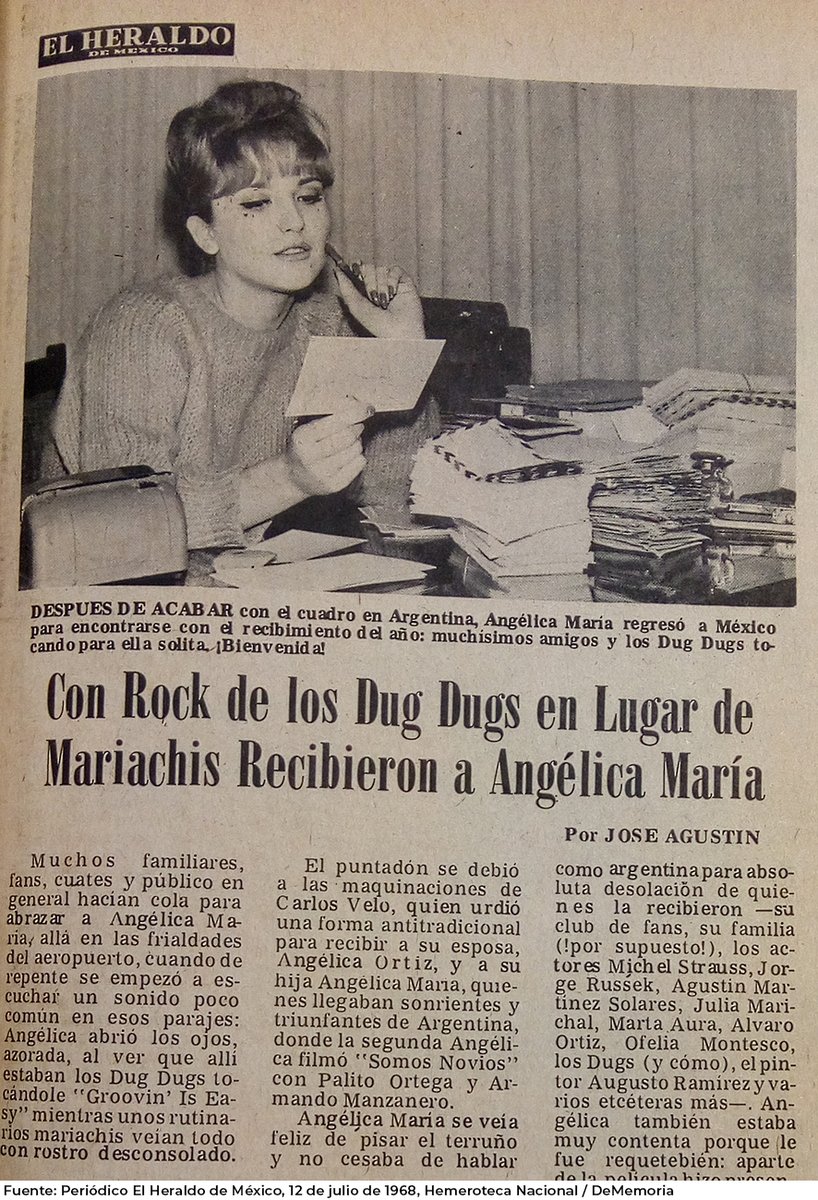 EL HERALDO
DE MEXICO
DESPUES DE ACABAR con el cuadro en Argentina, Angélica María regresó a México
para encontrarse con el recibimiento del año: muchísimos amigos y los Dug Dugs to-
cando para ella solita. ¡Bienvenida!
Con Rock de los Dug Dugs en Lugar de
Mariachis Recibieron a Angélica María
Por JOSE AGUSTIN
Muchos familiares,
fans, cuates y público en
general hacían cola para
abrazar a Angélica Ma-
ría, allá en las frialdades
del aeropuerto, cuando de
repente se empezó a es-
cuchar un sonido poco
común en esos parajes:
Angélica abrió los ojos,
azorada, al ver que allí
estaban los Dug Dugs to-
cándole "Groovin' Is Ea-
sy" mientras unos rutina-
rios mariachis veían todo
con rostro desconsolado.
El puntadón se debió
a las maquinaciones de
Carlos Velo, quien urdió
una forma antitradicional
para recibir a su esposa,
Angélica Ortiz, y a su
hija Angélica María, quie-
nes llegaban sonrientes y
triunfantes de Argentina,
donde la segunda Angéli-
ca filmó "Somos Novios"
con Palito Ortega y Ar-
mando Manzanero.
Angélica María se veía
feliz de pisar el terruño
y no cesaba de hablar
como argentina para abso-
luta desolación de quie-
nes la recibieron —su
club de fans, su familia
(!por supuesto!), los ac-
tores Michel Strauss, Jor-
ge Russek, Agustín Mar-
tínez Solares, Julia Mari-
chal, Marta Aura, Alvaro
Ortiz, Ofelia Montesco,
los Dugs (y cómo), el pin-
tor Augusto Ramírez y va-
rios etcéteras más—. An-
gélica también estaba
muy contenta porque le
fue requetebién: aparte
de la película hizo presen-
Fuente: Periódico El Heraldo de México, 12 de julio de 1968, Hemeroteca Nacional / DeMemoria